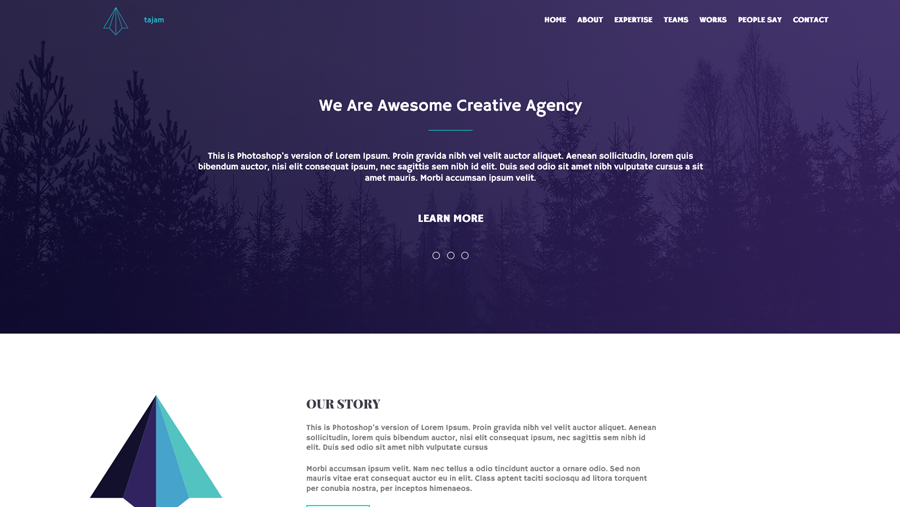 tajam
HOME ABOUT EXPERTISE TEAMS WORKS PEOPLE SAY CONTACT
We Are Awesome Creative Agency
This is Photoshop's version of Lorem Ipsum. Proin gravida nibh vel velit auctor aliquet. Aenean sollicitudin, lorem quis
bibendum auctor, nisi elit consequat ipsum, nec sagittis sem nibh id elit. Duis sed odio sit amet nibh vulputate cursus a sit
amet mauris. Morbi accumsan ipsum velit.
LEARN MORE
OUR STORY
This is Photoshop's version of Lorem Ipsum. Proin gravida nibh vel velit auctor aliquet. Aenean
sollicitudin, lorem quis bibendum auctor, nisi elit consequat ipsum, nec sagittis sem nibh id
elit. Duis sed odio sit amet nibh vulputate cursus
Morbi accumsan ipsum velit. Nam nec tellus a odio tincidunt auctor a ornare odio. Sed non
mauris vitae erat consequat auctor eu in elit. Class aptent taciti sociosqu ad litora torquent
per conubia nostra, per inceptos himenaeos.